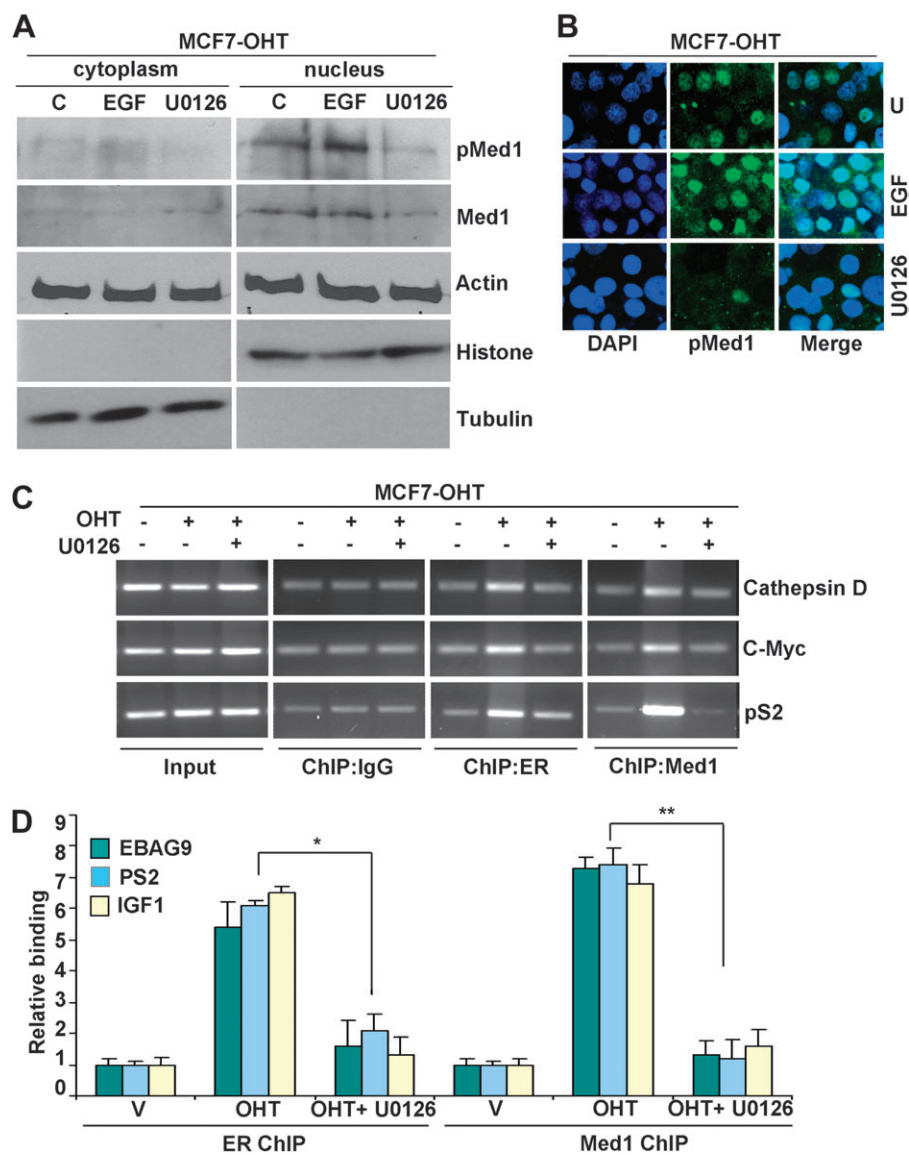 A
MCF7-OHT
cytoplasm nucleus
C EGF U0126 C EGF U0126
pMed1
Med1
Actin
Histone
Tubulin
B
MCF7-OHT
U
EGF
U0126
DAPI pMed1 Merge
C
MCF7-OHT
OHT - + + - + + - + + - + +
U0126 - - + - - + - - + - - +
Cathepsin D
C-Myc
pS2
Input ChIP:IgG ChIP:ER ChIP:Med1
D
Relative binding
9
8
7
6
5
4
3
2
1
0
EBAG9
PS2
IGF1
* **
V OHT OHT+ U0126 V OHT OHT+ U0126
ER ChIP Med1 ChIP